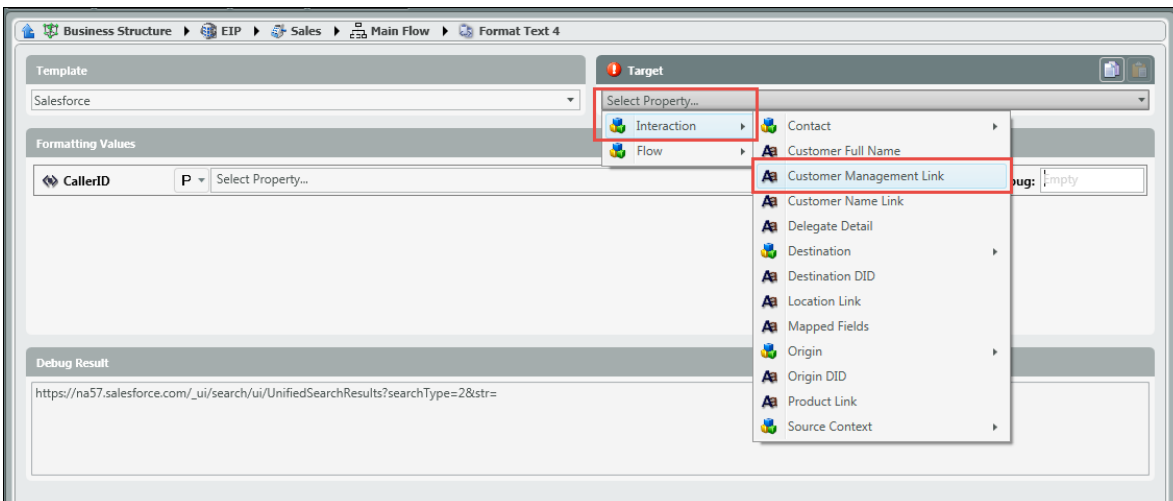 Business Structure EIP Sales Main Flow Format Text 4
Template
Target
Salesforce
Select Property...
Interaction
Flow
Contact
Customer Full Name
Customer Management Link
Customer Name Link
Delegate Detail
Destination
Destination DID
Location Link
Mapped Fields
Origin
Origin DID
Product Link
Source Context
Formatting Values
CallerID P Select Property...
bug: Empty
Debug Result
https://na57.salesforce.com/_ui/search/ui/UnifiedSearchResults?searchType=2&str=